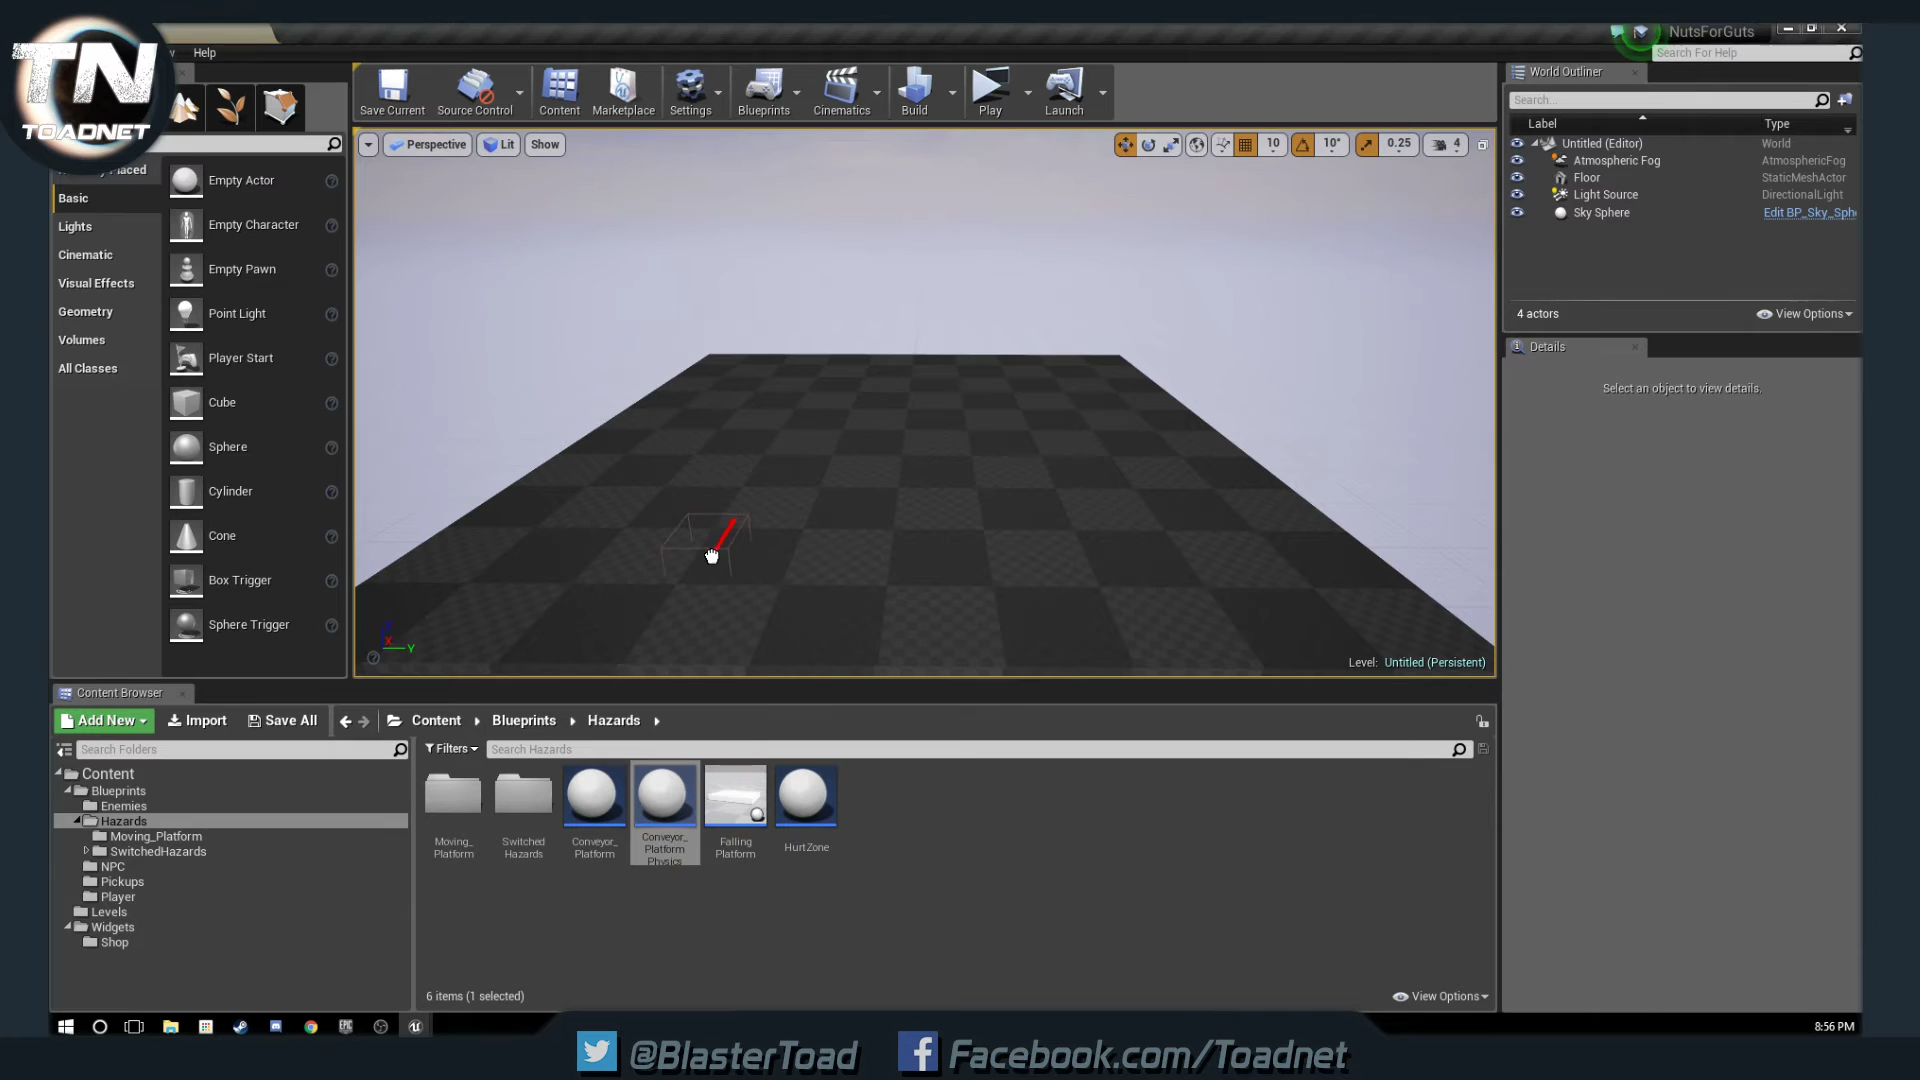 TN
TOADNET
Help
NutsForGuts
Search For Help
Save Current
Source Control
Content
Marketplace
Settings
Blueprints
Cinematics
Build
Play
Launch
World Outliner
Search...
Label
Type
Untitled (Editor)
World
Atmospheric Fog
AtmosphericFog
Floor
StaticMeshActor
Light Source
DirectionalLight
Sky Sphere
Edit BP_Sky_Sph
4 actors
View Options
Details
Select an object to view details.
Perspective
Lit
Show
10
10°
0.25
4
Basic
Lights
Cinematic
Visual Effects
Geometry
Volumes
All Classes
Empty Actor
Empty Character
Empty Pawn
Point Light
Player Start
Cube
Sphere
Cylinder
Cone
Box Trigger
Sphere Trigger
X
Y
Level: Untitled (Persistent)
Content Browser
Add New
Import
Save All
Content
Blueprints
Hazards
Search Folders
Filters
Search Hazards
Content
Blueprints
Enemies
Hazards
Moving_Platform
SwitchedHazards
NPC
Pickups
Player
Levels
Widgets
Shop
Moving_
Platform
Switched
Hazards
Conveyor_
Platform
Conveyor_
Platform
Physics
Falling
Platform
HurtZone
6 items (1 selected)
View Options
8:56 PM
@BlasterToad
Facebook.com/Toadnet